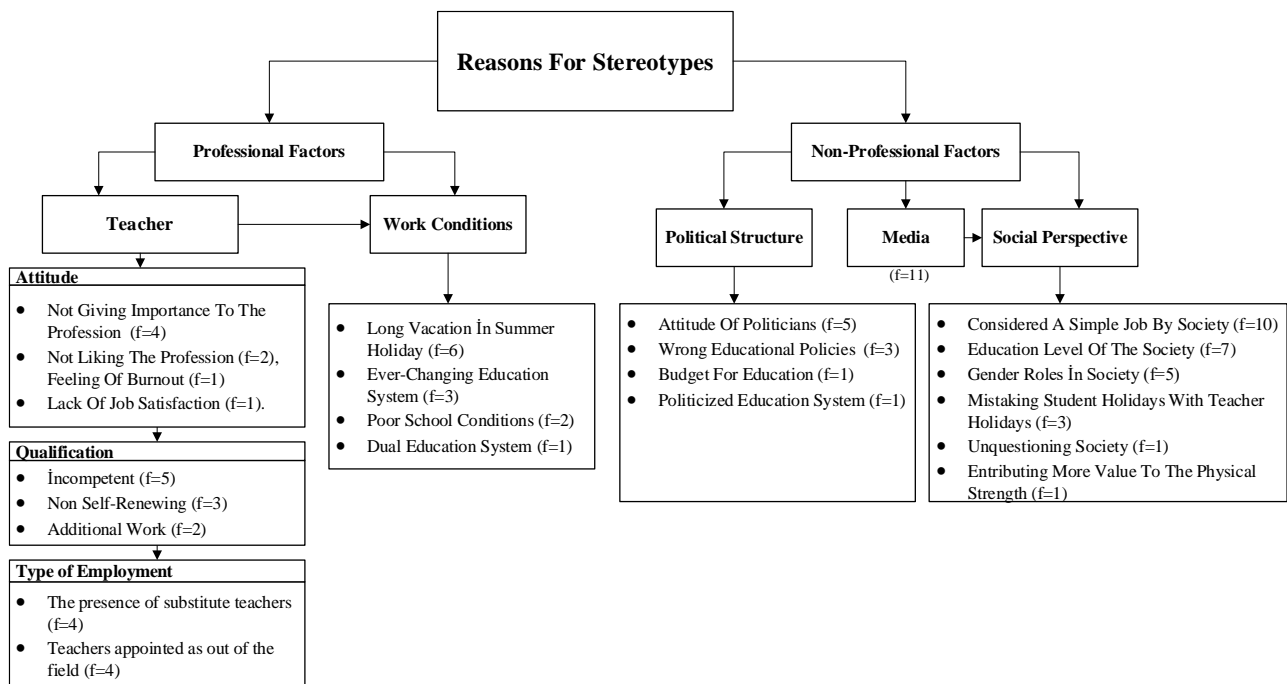 Reasons For Stereotypes
Professional Factors
Non-Professional Factors
Teacher
Work Conditions
Political Structure
Media
(f=11)
Social Perspective
Attitude
● Not Giving Importance To The
Profession (f=4)
● Not Liking The Profession (f=2),
Feeling Of Burnout (f=1)
● Lack Of Job Satisfaction (f=1).
Qualification
● İncompetent (f=5)
● Non Self-Renewing (f=3)
● Additional Work (f=2)
Type of Employment
● The presence of substitute teachers
(f=4)
● Teachers appointed as out of the
field (f=4)
● Long Vacation İn Summer
Holiday (f=6)
● Ever-Changing Education
System (f=3)
● Poor School Conditions (f=2)
● Dual Education System (f=1)
● Attitude Of Politicians (f=5)
● Wrong Educational Policies (f=3)
● Budget For Education (f=1)
● Politicized Education System (f=1)
● Considered A Simple Job By Society (f=10)
● Education Level Of The Society (f=7)
● Gender Roles İn Society (f=5)
● Mistaking Student Holidays With Teacher
Holidays (f=3)
● Unquestioning Society (f=1)
● Entributing More Value To The Physical
Strength (f=1)